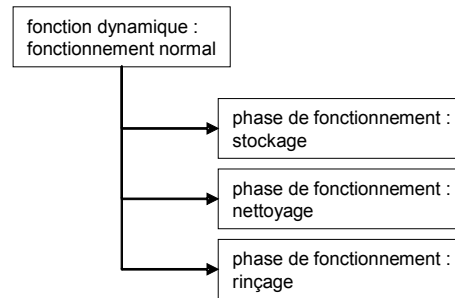 fonction dynamique :
fonctionnement normal
phase de fonctionnement :
stockage
phase de fonctionnement :
nettoyage
phase de fonctionnement :
rinçage